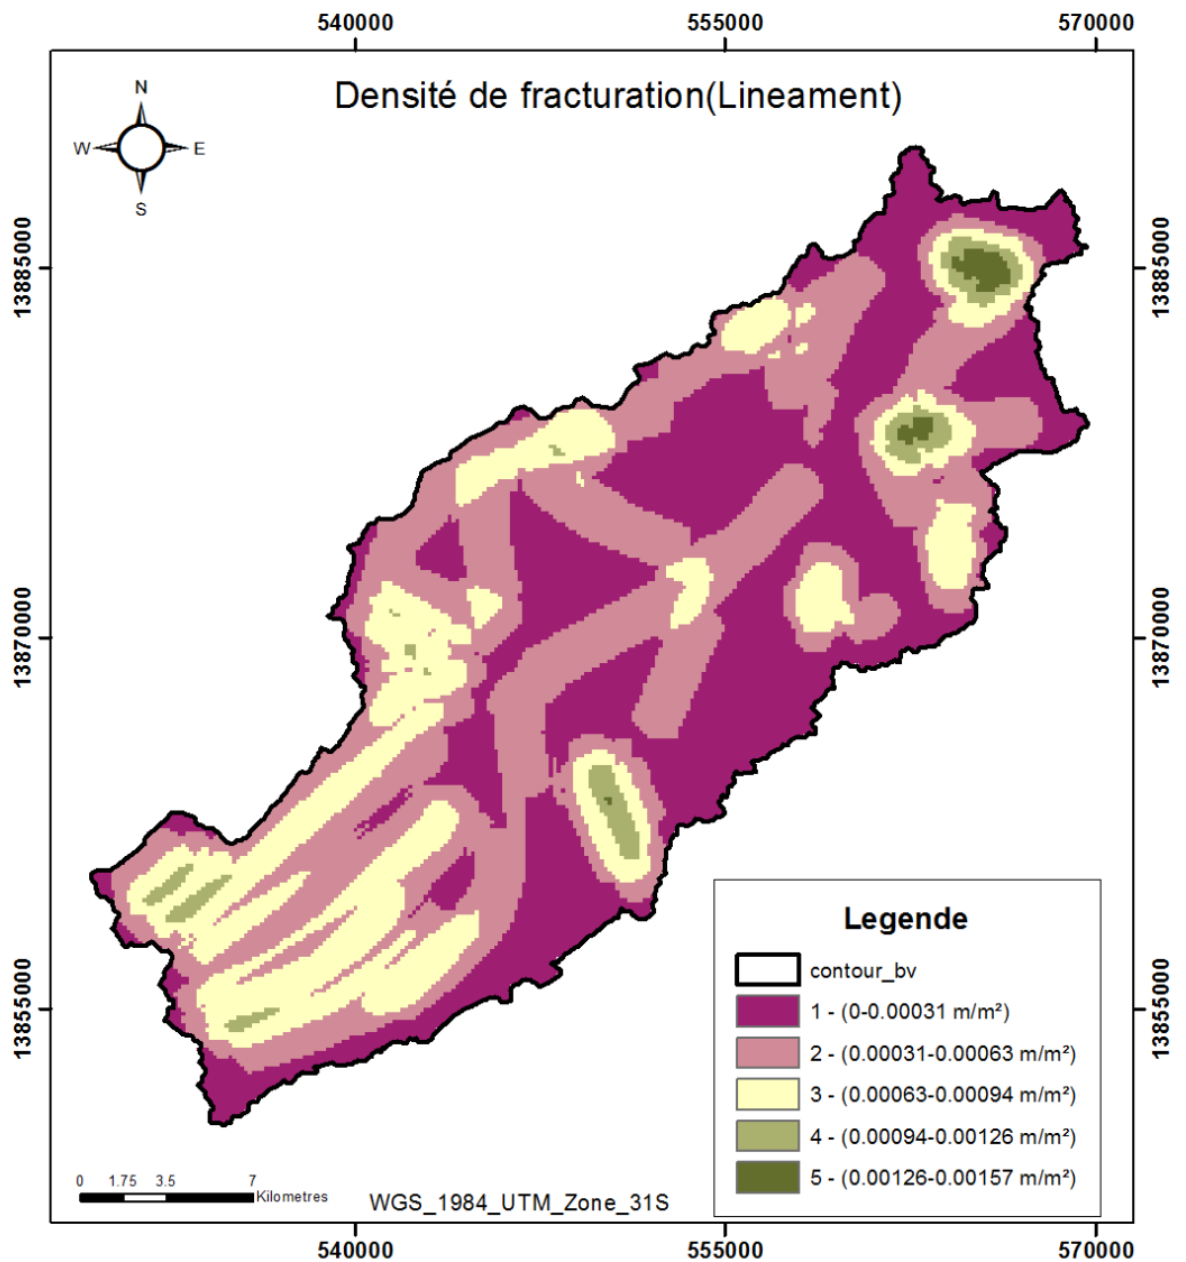 540000 555000 570000
Densité de fracturation(Lineament)
N
W E
S
13885000 13885000
13870000 13870000
13855000 13855000
Legende
contour_bv
1 - (0-0.00031 m/m²)
2 - (0.00031-0.00063 m/m²)
3 - (0.00063-0.00094 m/m²)
4 - (0.00094-0.00126 m/m²)
5 - (0.00126-0.00157 m/m²)
0 1.75 3.5 7
Kilometres
WGS_1984_UTM_Zone_31S
540000 555000 570000